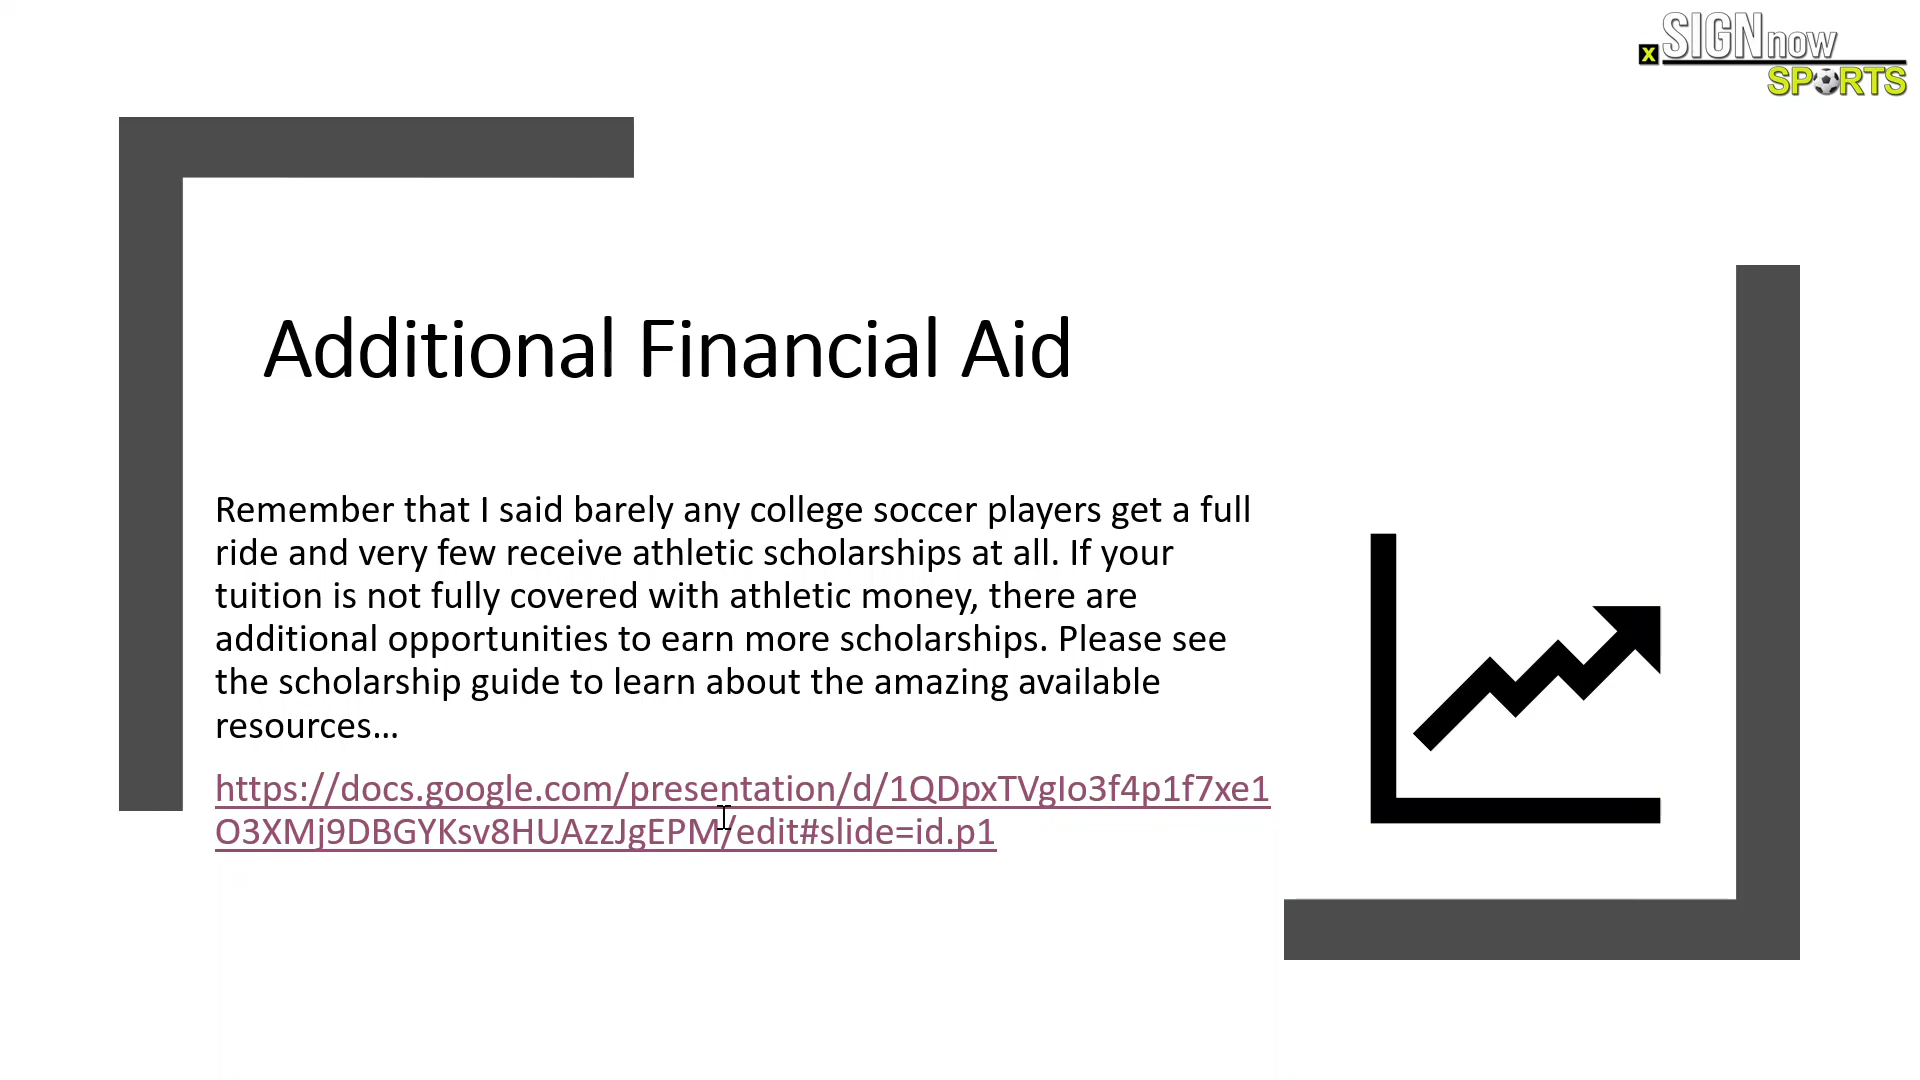 X SIGNnow
SPORTS
Additional Financial Aid
Remember that I said barely any college soccer players get a full
ride and very few receive athletic scholarships at all. If your
tuition is not fully covered with athletic money, there are
additional opportunities to earn more scholarships. Please see
the scholarship guide to learn about the amazing available
resources…
https://docs.google.com/presentation/d/1QDpxTVgIo3f4p1f7xe1
O3XMj9DBGYKsv8HUAzzJgEPM/edit#slide=id.p1